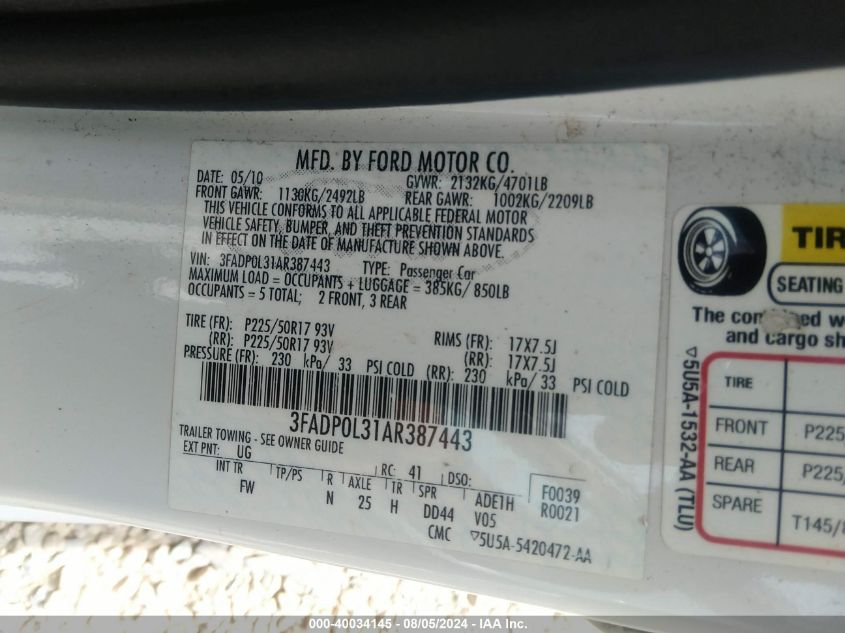 MFD. BY FORD MOTOR CO.
DATE: 05/10 GVWR: 2132KG/4701LB
FRONT GAWR: 1130KG/2492LB REAR GAWR: 1002KG/2209LB
THIS VEHICLE CONFORMS TO ALL APPLICABLE FEDERAL MOTOR
VEHICLE SAFETY, BUMPER, AND THEFT PREVENTION STANDARDS
IN EFFECT ON THE DATE OF MANUFACTURE SHOWN ABOVE.
VIN: 3FADP0L31AR387443 TYPE: Passenger Car
MAXIMUM LOAD = OCCUPANTS + LUGGAGE = 385KG/ 850LB
OCCUPANTS = 5 TOTAL; 2 FRONT, 3 REAR
TIRE (FR): P225/50R17 93V RIMS (FR): 17X7.5J
(RR): P225/50R17 93V (RR): 17X7.5J
PRESSURE (FR): 230 kPa/ 33 PSI COLD (RR): 230 kPa/ 33 PSI COLD
3FADP0L31AR387443
TRAILER TOWING - SEE OWNER GUIDE
EXT PNT: UG RC: 41 DSO:
INT TR TP/PS R AXLE TR SPR ADE1H F0039
FW N 25 H DD44 V05 R0021
CMC ▽5U5A-5420472-AA
TIR
SEATING
The w
and cargo sh
TIRE
FRONT P225
REAR P225/
SPARE T145/8
▽5U5A-1532-AA (TLU)
000-40034145 - 08/05/2024 - IAA Inc.